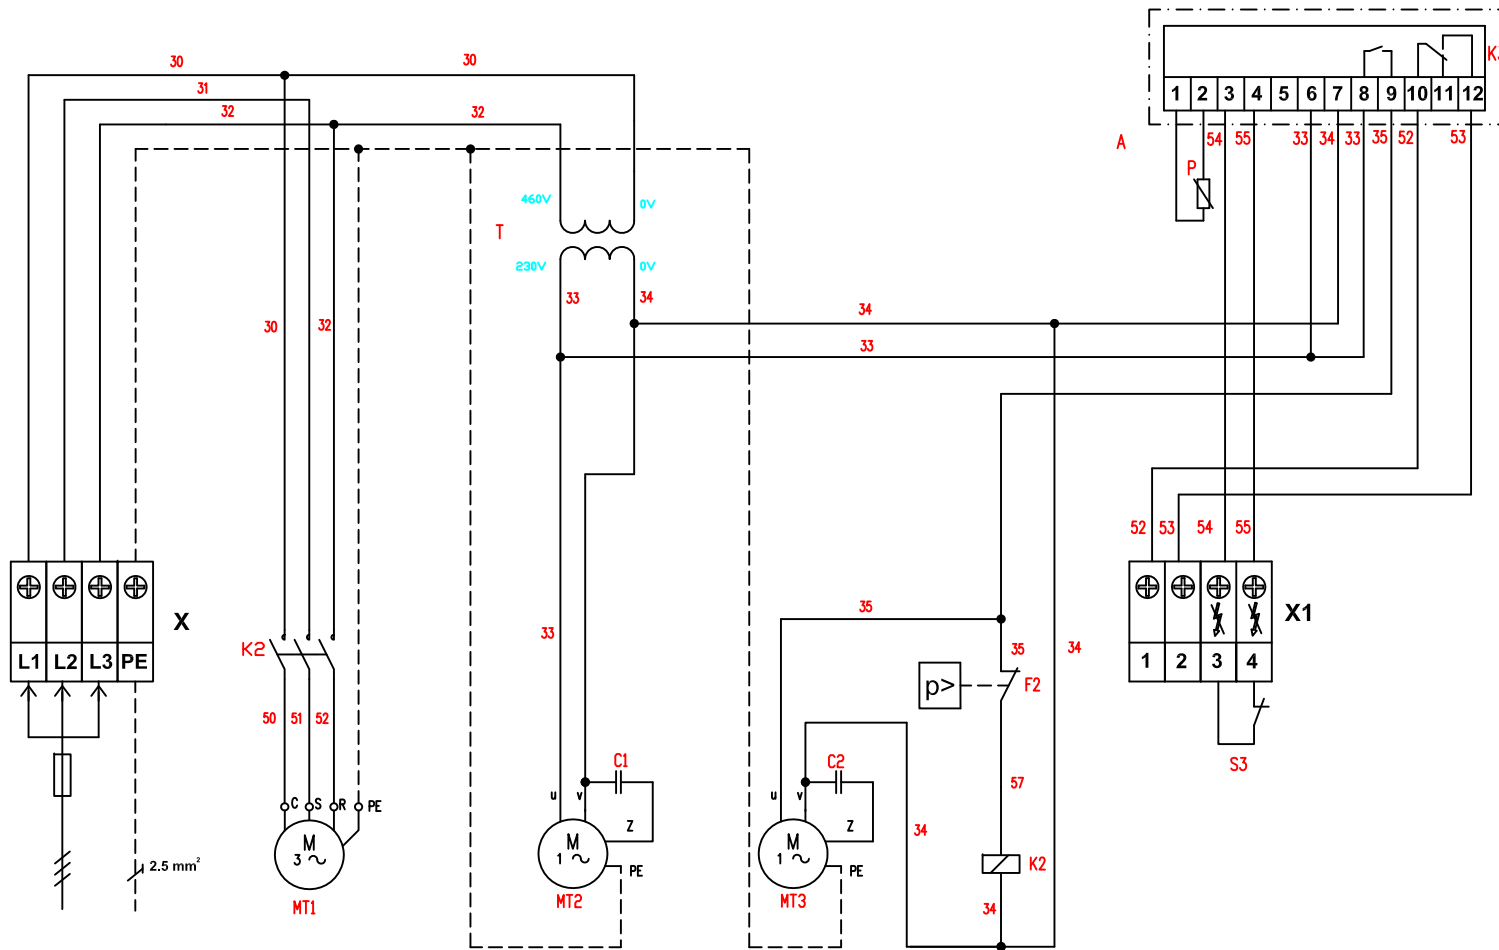 30 30
31
32 32
1 2 3 4 5 6 7 8 9 10 11 12
A
54 55 33 34 33 35 52 53
P
460V 0V
T
230V 0V
33 34
34
30 32
33
52 53 54 55
X
X1
L1 L2 L3 PE
1 2 3 4
K2
33
35
35
34
p>
F2
50 51 52
S3
C1
C2
57
u v
u v
C S R PE
Z
Z
34
M
3
M
1
M
1
2.5 mm²
PE
PE
K2
MT1
MT2
MT3
34